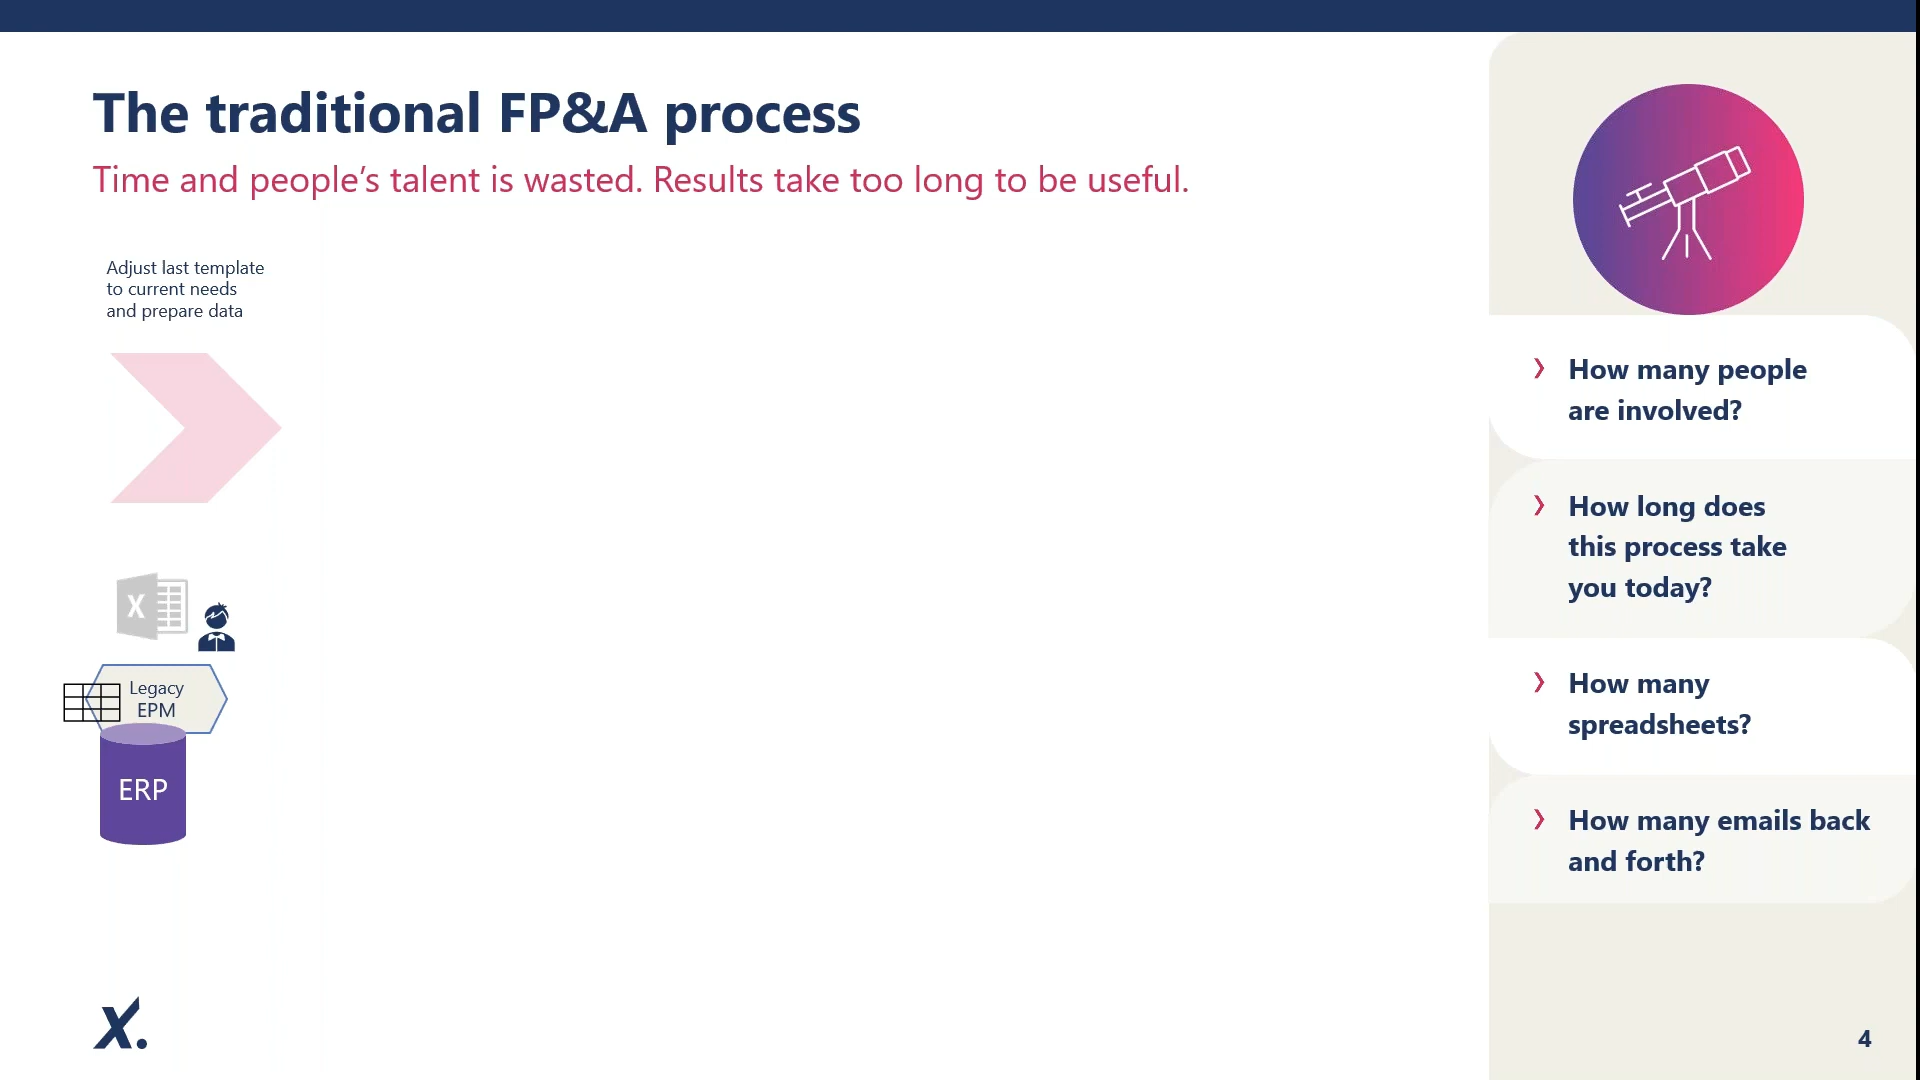 The traditional FP&A process
Time and people’s talent is wasted. Results take too long to be useful.
Adjust last template
to current needs
and prepare data
X
Legacy
EPM
ERP
x.
How many people
are involved?
How long does
this process take
you today?
How many
spreadsheets?
How many emails back
and forth?
4